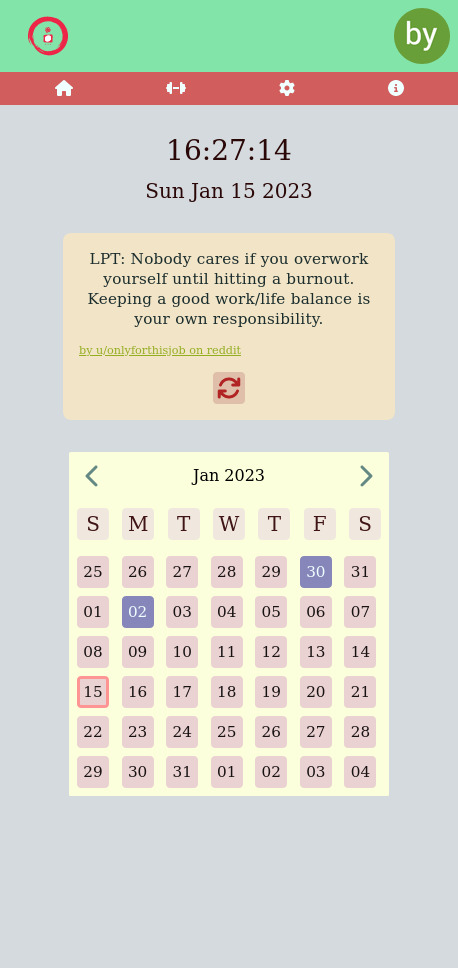 by
16:27:14
Sun Jan 15 2023
LPT: Nobody cares if you overwork
yourself until hitting a burnout.
Keeping a good work/life balance is
your own responsibility.
by u/onlyforthisjob on reddit
Jan 2023
S M T W T F S
25 26 27 28 29 30 31
01 02 03 04 05 06 07
08 09 10 11 12 13 14
15 16 17 18 19 20 21
22 23 24 25 26 27 28
29 30 31 01 02 03 04